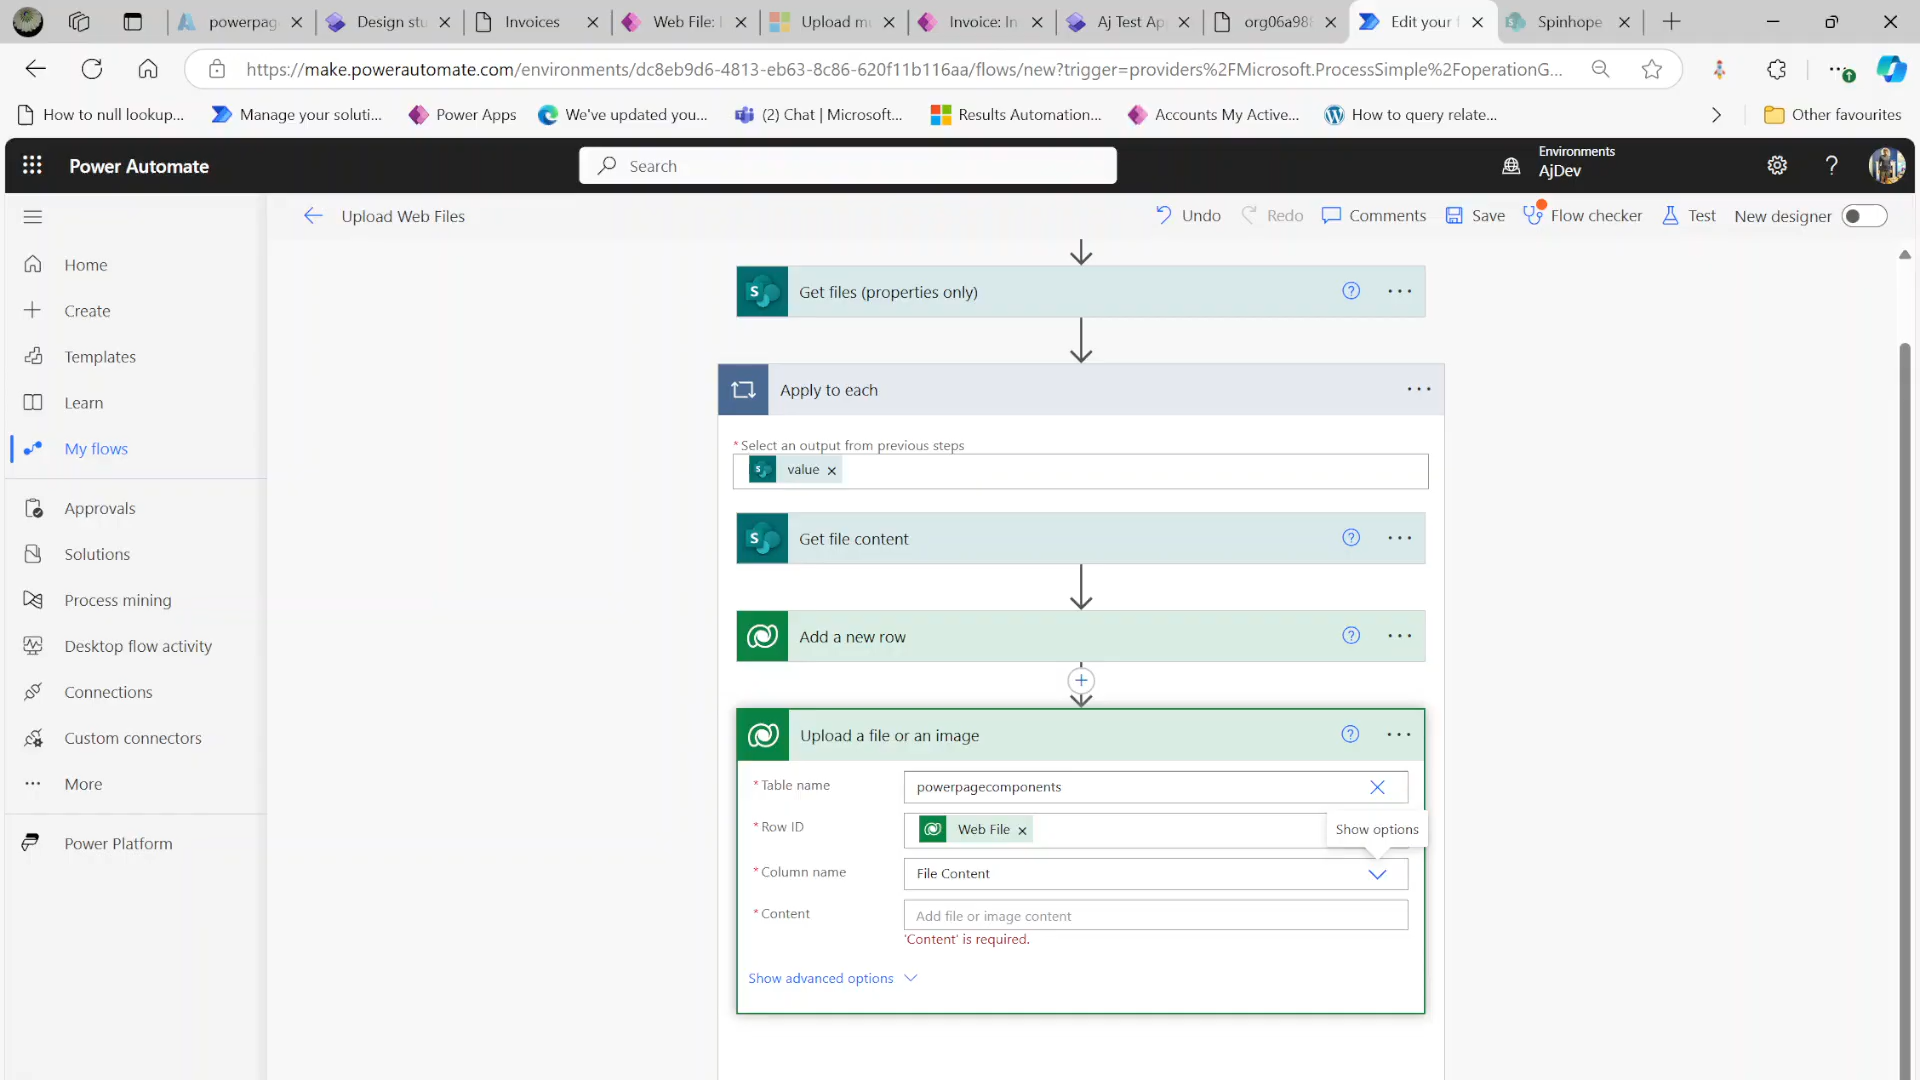 powerpag
Design stu
Invoices
Web File: I
Upload mu
Invoice: In
Aj Test Ap
org06a988
Edit your f
Spinhope
https://make.powerautomate.com/environments/dc8eb9d6-4813-eb63-8c86-620f11b116aa/flows/new?trigger=providers%2FMicrosoft.ProcessSimple%2FoperationG...
How to null lookup...
Manage your soluti...
Power Apps
We've updated you...
(2) Chat | Microsoft...
Results Automation...
Accounts My Active...
How to query relate...
Other favourites
Power Automate
Search
Environments
AjDev
Upload Web Files
Undo
Redo
Comments
Save
Flow checker
Test
New designer
Home
Create
Templates
Learn
My flows
Approvals
Solutions
Process mining
Desktop flow activity
Connections
Custom connectors
More
Power Platform
Get files (properties only)
Apply to each
* Select an output from previous steps
value
Get file content
Add a new row
Upload a file or an image
* Table name
powerpagecomponents
* Row ID
Web File
Show options
* Column name
File Content
* Content
Add file or image content
'Content' is required.
Show advanced options